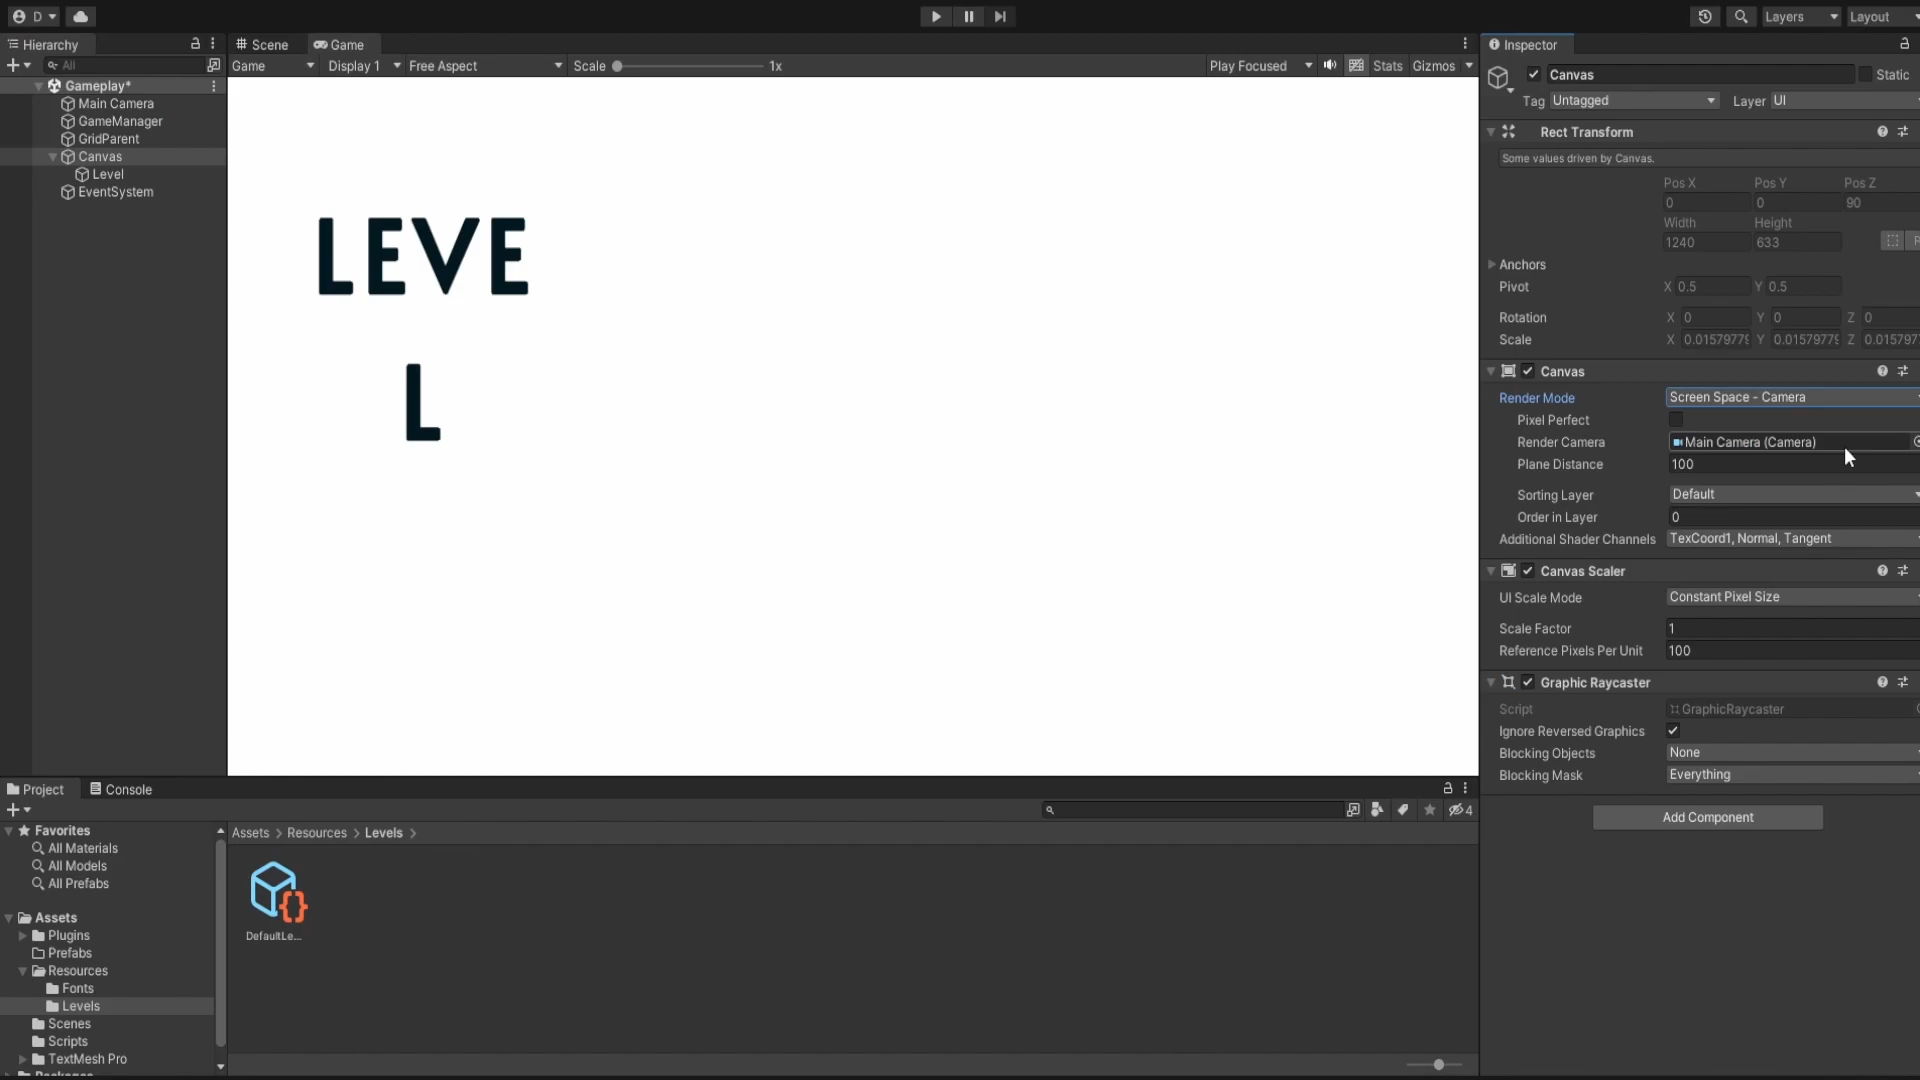 D
Layers
Layout
Hierarchy
All
Gameplay*
Main Camera
GameManager
GridParent
Canvas
Level
EventSystem
Scene
Game
Game
Display 1
Free Aspect
Scale
1x
Play Focused
Stats
Gizmos
LEVE
L
Inspector
Canvas
Static
Tag Untagged
Layer UI
Rect Transform
Some values driven by Canvas.
Pos X Pos Y Pos Z
0 0 90
Width Height
1240 633
R
Anchors
Pivot X 0.5 Y 0.5
Rotation X 0 Y 0 Z 0
Scale X 0.0157977 Y 0.0157977 Z 0.015797
Canvas
Render Mode Screen Space - Camera
Pixel Perfect
Render Camera Main Camera (Camera)
Plane Distance 100
Sorting Layer Default
Order in Layer 0
Additional Shader Channels TexCoord1, Normal, Tangent
Canvas Scaler
UI Scale Mode Constant Pixel Size
Scale Factor 1
Reference Pixels Per Unit 100
Graphic Raycaster
Script GraphicRaycaster
Ignore Reversed Graphics
Blocking Objects None
Blocking Mask Everything
Add Component
Project
Console
4
Favorites
All Materials
All Models
All Prefabs
Assets
Plugins
Prefabs
Resources
Fonts
Levels
Scenes
Scripts
TextMesh Pro
Assets > Resources > Levels >
DefaultLe...